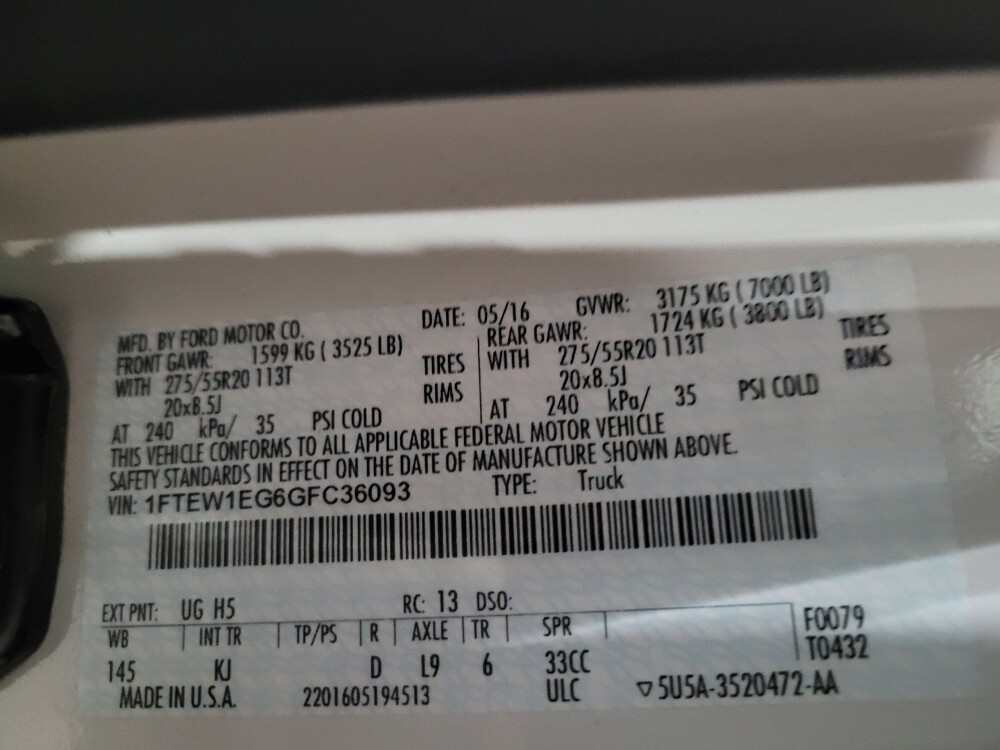 MFD. BY FORD MOTOR CO. DATE: 05/16 GVWR: 3175 KG ( 7000 LB)
FRONT GAWR: 1599 KG ( 3525 LB) REAR GAWR: 1724 KG ( 3800 LB)
WITH 275/55R20 113T TIRES WITH 275/55R20 113T TIRES
20x8.5J RIMS 20x8.5J RIMS
AT 240 kPa/ 35 PSI COLD AT 240 kPa/ 35 PSI COLD
THIS VEHICLE CONFORMS TO ALL APPLICABLE FEDERAL MOTOR VEHICLE
SAFETY STANDARDS IN EFFECT ON THE DATE OF MANUFACTURE SHOWN ABOVE.
VIN: 1FTEW1EG6GFC36093 TYPE: Truck
EXT PNT: UG H5 RC: 13 DSO:
WB INT TR TP/PS R AXLE TR SPR F0079
T0432
145 KJ D L9 6 33CC
MADE IN U.S.A. 2201605194513 ULC ▽5U5A-3520472-AA